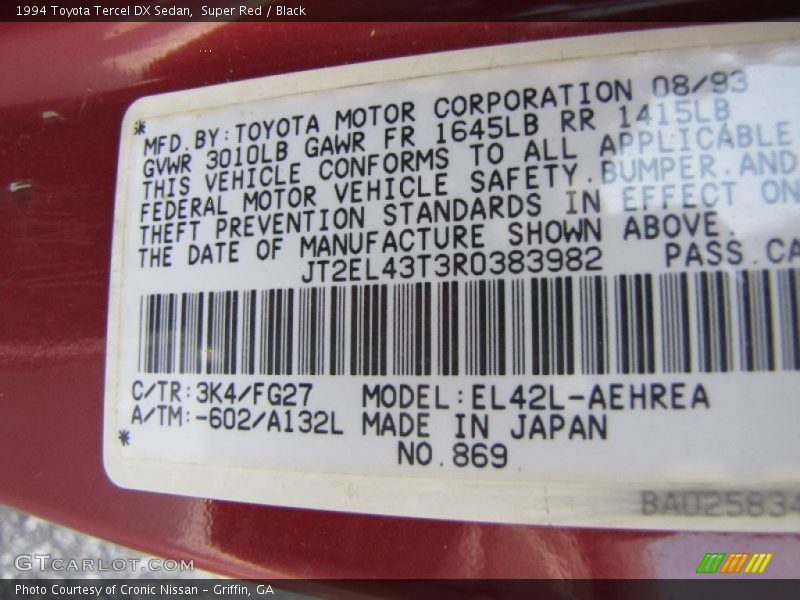 1994 Toyota Tercel DX Sedan,  Super Red / Black
* MFD.BY:TOYOTA MOTOR CORPORATION 08/93
GVWR 3010LB GAWR FR 1645LB RR 1415LB
THIS VEHICLE CONFORMS TO ALL APPLICABLE
FEDERAL MOTOR VEHICLE SAFETY.BUMPER.AND
THEFT PREVENTION STANDARDS IN EFFECT ON
THE DATE OF MANUFACTURE SHOWN ABOVE.
JT2EL43T3R0383982 PASS.CA
C/TR:3K4/FG27 MODEL:EL42L-AEHREA
A/TM:-602/A132L MADE IN JAPAN
* NO.869
BA025834
GTCarLot.com
Photo Courtesy of Cronic Nissan - Griffin, GA